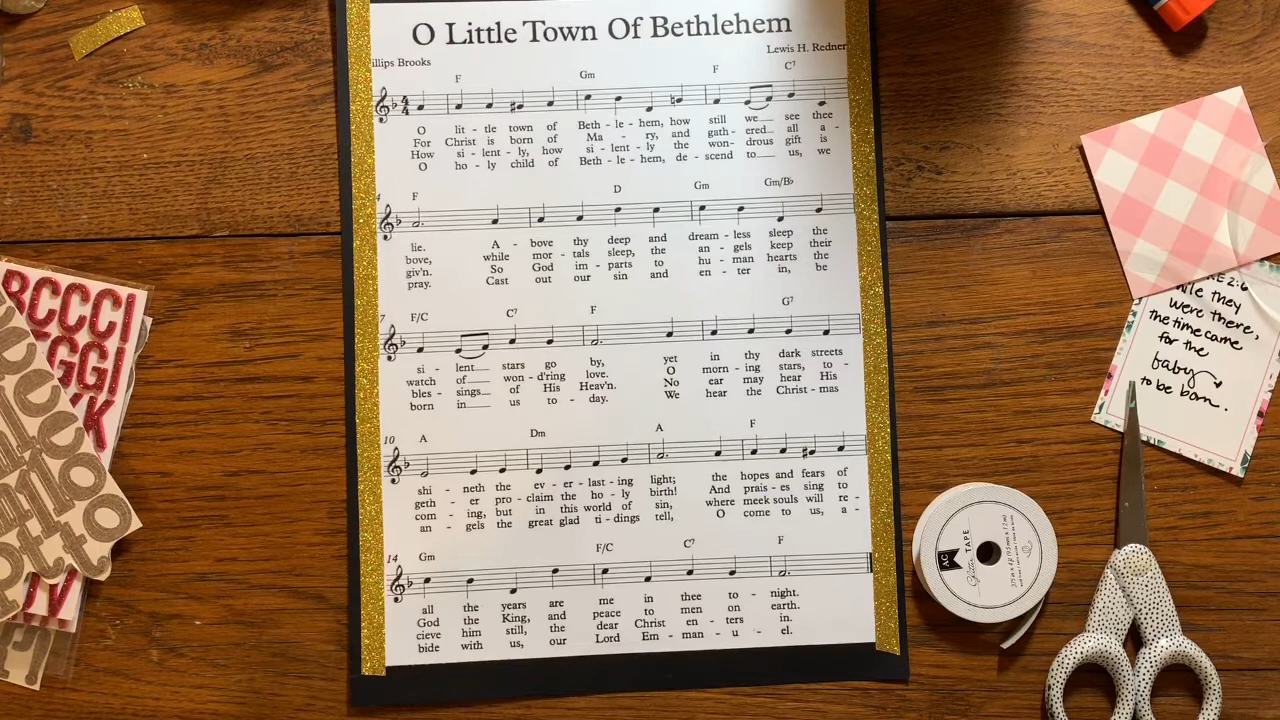 O Little Town Of Bethlehem
illips Brooks
Lewis H. Redner
F Gm F C7
O lit - tle town of Beth - le - hem, how still we see thee
For Christ is born of Ma - ry, and gath - ered all a -
How si - lent - ly, how si - lent - ly the won - drous gift is
O ho - ly child of Beth - le - hem, de - scend to us, we
F D Gm Gm/B♭
lie. A - bove thy deep and dream - less sleep the
bove, while mor - tals sleep, the an - gels keep their
giv'n. So God im - parts to hu - man hearts the
pray. Cast out our sin and en - ter in, be
7 F/C C7 F G7
si - lent stars go by, yet in thy dark streets
watch of won - d'ring love. O morn - ing stars, to -
bles - sings of His Heav'n. No ear may hear His
born in us to - day. We hear the Christ - mas
10 A Dm A F
shi - neth the ev - er - last - ing light; the hopes and fears of
geth - er pro - claim the ho - ly birth! And prais - es sing to
com - ing, but in this world of sin, where meek souls will re -
an - gels the great glad ti - dings tell, O come to us, a -
14 Gm F/C C7 F
all the years are me in thee to - night.
God the King, and peace to men on earth.
cieve him still, the dear Christ en - ters in.
bide with us, our Lord Em - man - u - el.
BCCCI
GGI
K
while they
were there,
the time came
for the
baby
to be born.
AC
Glitter TAPE